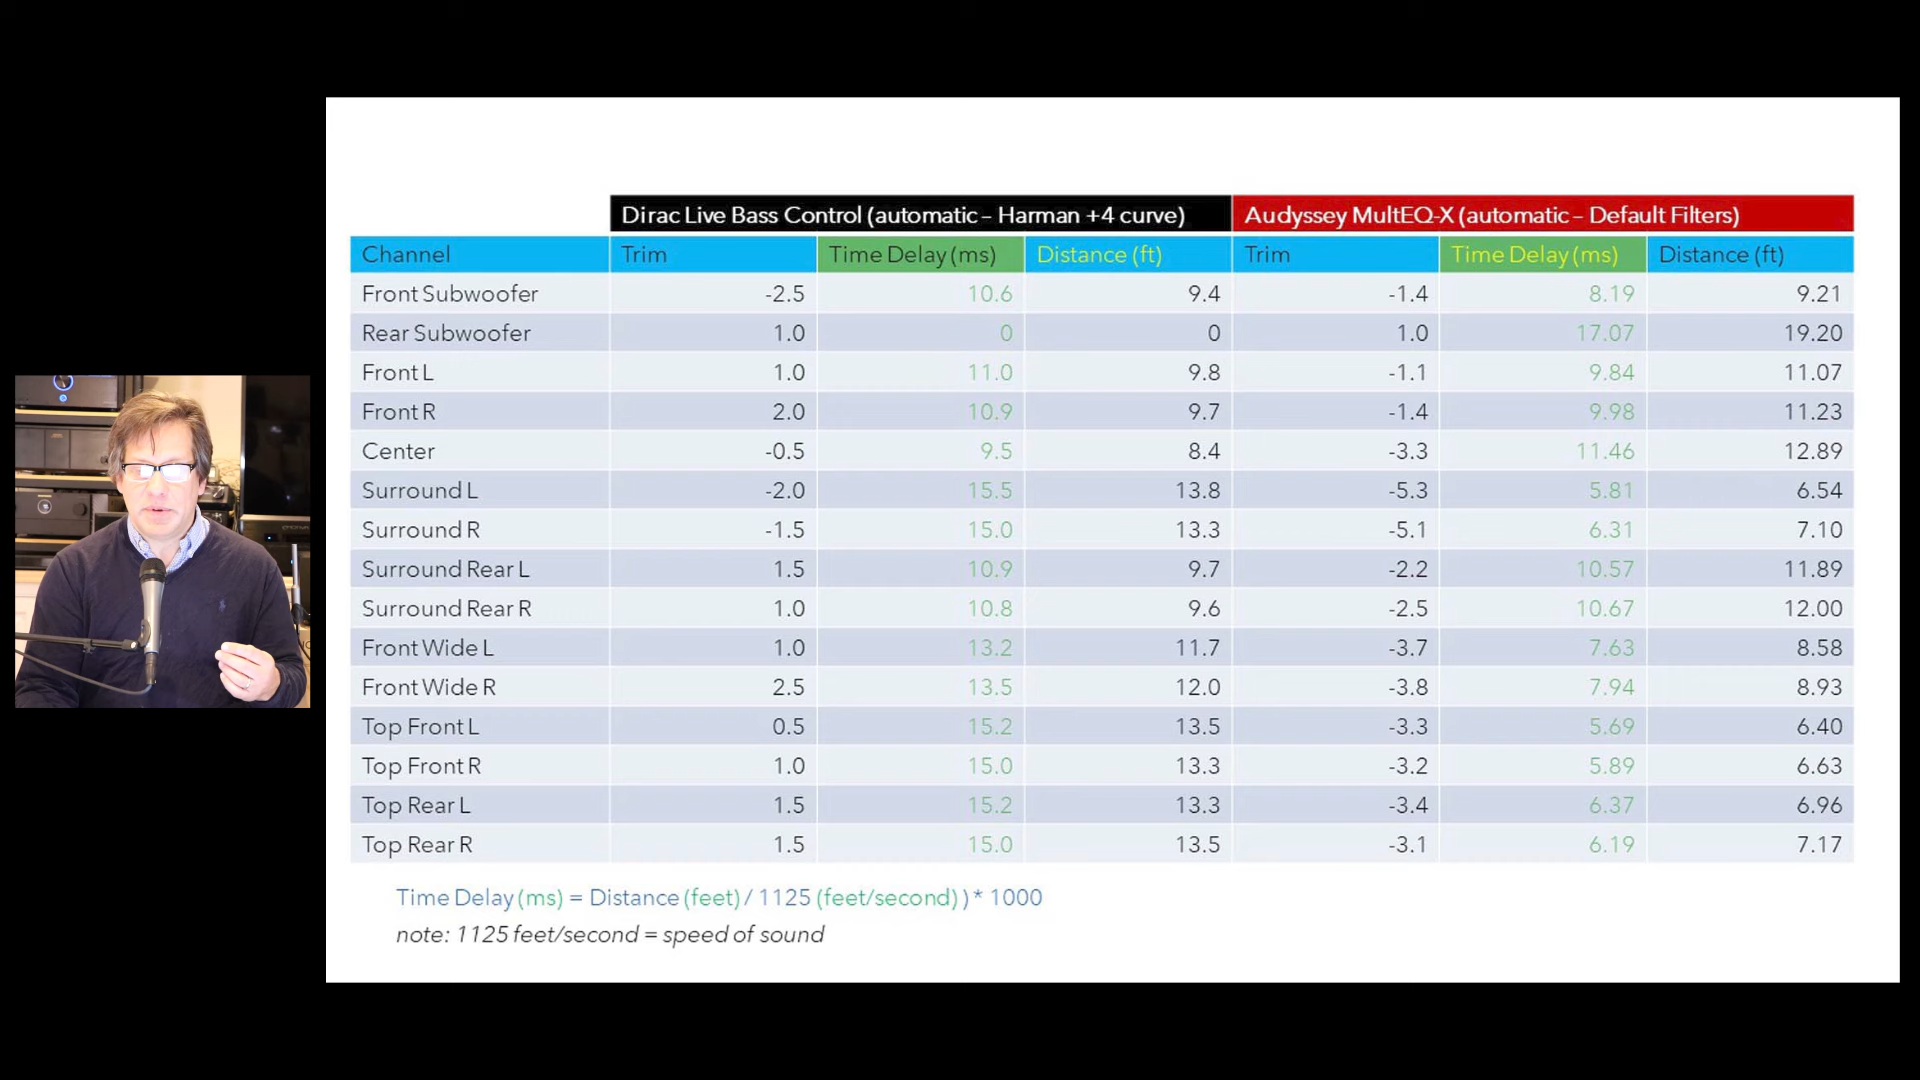 Dirac Live Bass Control (automatic – Harman +4 curve) Audyssey MultEQ-X (automatic – Default Filters)
Channel Trim Time Delay (ms) Distance (ft) Trim Time Delay (ms) Distance (ft)
Front Subwoofer -2.5 10.6 9.4 -1.4 8.19 9.21
Rear Subwoofer 1.0 0 0 1.0 17.07 19.20
Front L 1.0 11.0 9.8 -1.1 9.84 11.07
Front R 2.0 10.9 9.7 -1.4 9.98 11.23
Center -0.5 9.5 8.4 -3.3 11.46 12.89
Surround L -2.0 15.5 13.8 -5.3 5.81 6.54
Surround R -1.5 15.0 13.3 -5.1 6.31 7.10
Surround Rear L 1.5 10.9 9.7 -2.2 10.57 11.89
Surround Rear R 1.0 10.8 9.6 -2.5 10.67 12.00
Front Wide L 1.0 13.2 11.7 -3.7 7.63 8.58
Front Wide R 2.5 13.5 12.0 -3.8 7.94 8.93
Top Front L 0.5 15.2 13.5 -3.3 5.69 6.40
Top Front R 1.0 15.0 13.3 -3.2 5.89 6.63
Top Rear L 1.5 15.2 13.3 -3.4 6.37 6.96
Top Rear R 1.5 15.0 13.5 -3.1 6.19 7.17
Time Delay (ms) = Distance (feet) / 1125 (feet/second) ) * 1000
note: 1125 feet/second = speed of sound